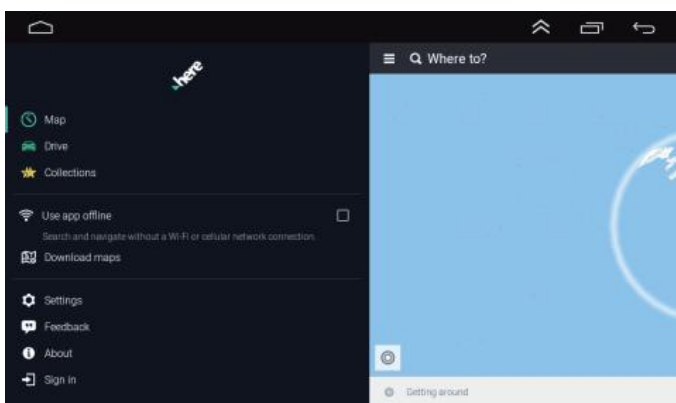 here
Where to?
Map
Drive
Collections
Use app offline
Search and navigate without a Wi-Fi or cellular network connection.
Download maps
Settings
Feedback
About
Sign in
Getting around